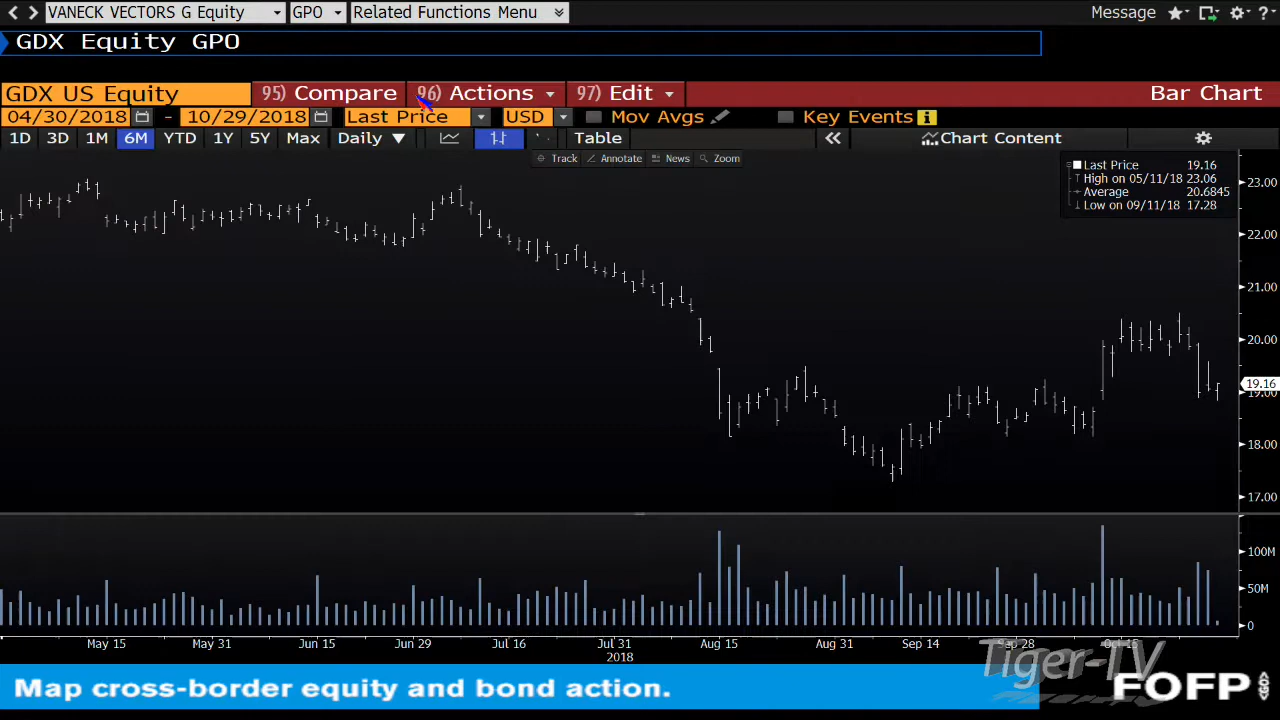 VANECK VECTORS G Equity GPO Related Functions Menu Message
GDX Equity GPO
GDX US Equity 95) Compare 96) Actions 97) Edit Bar Chart
04/30/2018 - 10/29/2018 Last Price USD Mov Avgs Key Events
1D 3D 1M 6M YTD 1Y 5Y Max Daily Table Chart Content
Track Annotate News Zoom
Last Price 19.16
High on 05/11/18 23.06
Average 20.6845
Low on 09/11/18 17.28
23.00
22.00
21.00
20.00
19.16
19.00
18.00
17.00
100M
50M
0
May 15 May 31 Jun 15 Jun 29 Jul 16 Jul 31 Aug 15 Aug 31 Sep 14 Sep 28 Oct 15
2018
Tiger-TV
Map cross-border equity and bond action.
FOFP